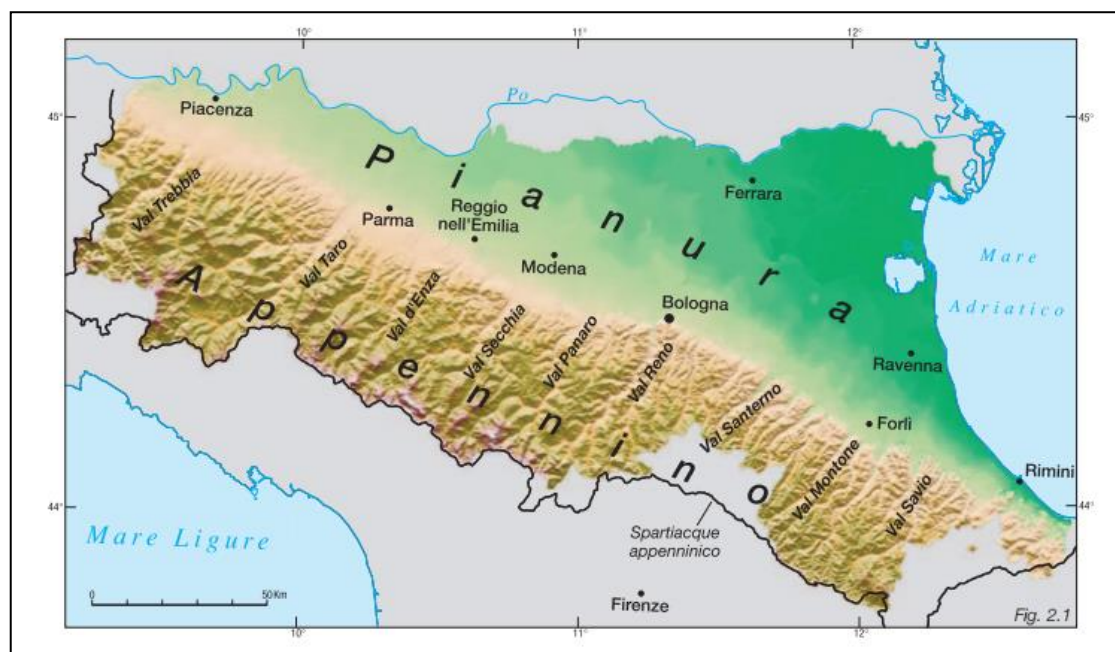 10°
11°
12°
45°
45°
Piacenza
Po
Pianura
Ferrara
Val Trebbia
Parma
Reggio
nell'Emilia
Modena
Mare
Adriatico
Val Taro
Appennino
Val d'Enza
Bologna
Val Secchia
Val Panaro
Val Reno
Ravenna
Val Santerno
Forlì
Val Montone
Val Savio
Rimini
44°
44°
Mare Ligure
Spartiacque
appenninico
0
50 Km
Firenze
Fig. 2.1
10°
11°
12°